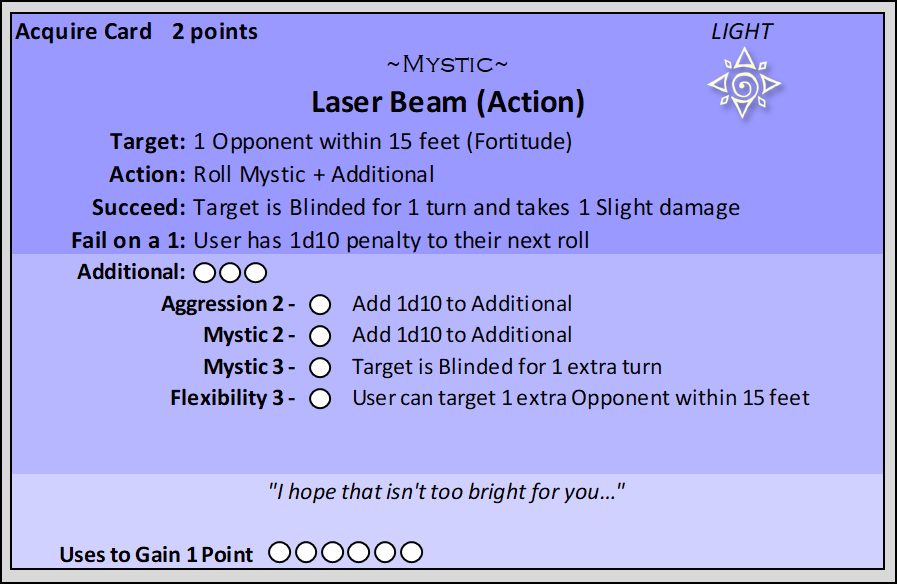 Acquire Card 2 points LIGHT
~Mystic~
Laser Beam (Action)
Target: 1 Opponent within 15 feet (Fortitude)
Action: Roll Mystic + Additional
Succeed: Target is Blinded for 1 turn and takes 1 Slight damage
Fail on a 1: User has 1d10 penalty to their next roll
Additional:
Aggression 2 - Add 1d10 to Additional
Mystic 2 - Add 1d10 to Additional
Mystic 3 - Target is Blinded for 1 extra turn
Flexibility 3 - User can target 1 extra Opponent within 15 feet
"I hope that isn't too bright for you..."
Uses to Gain 1 Point